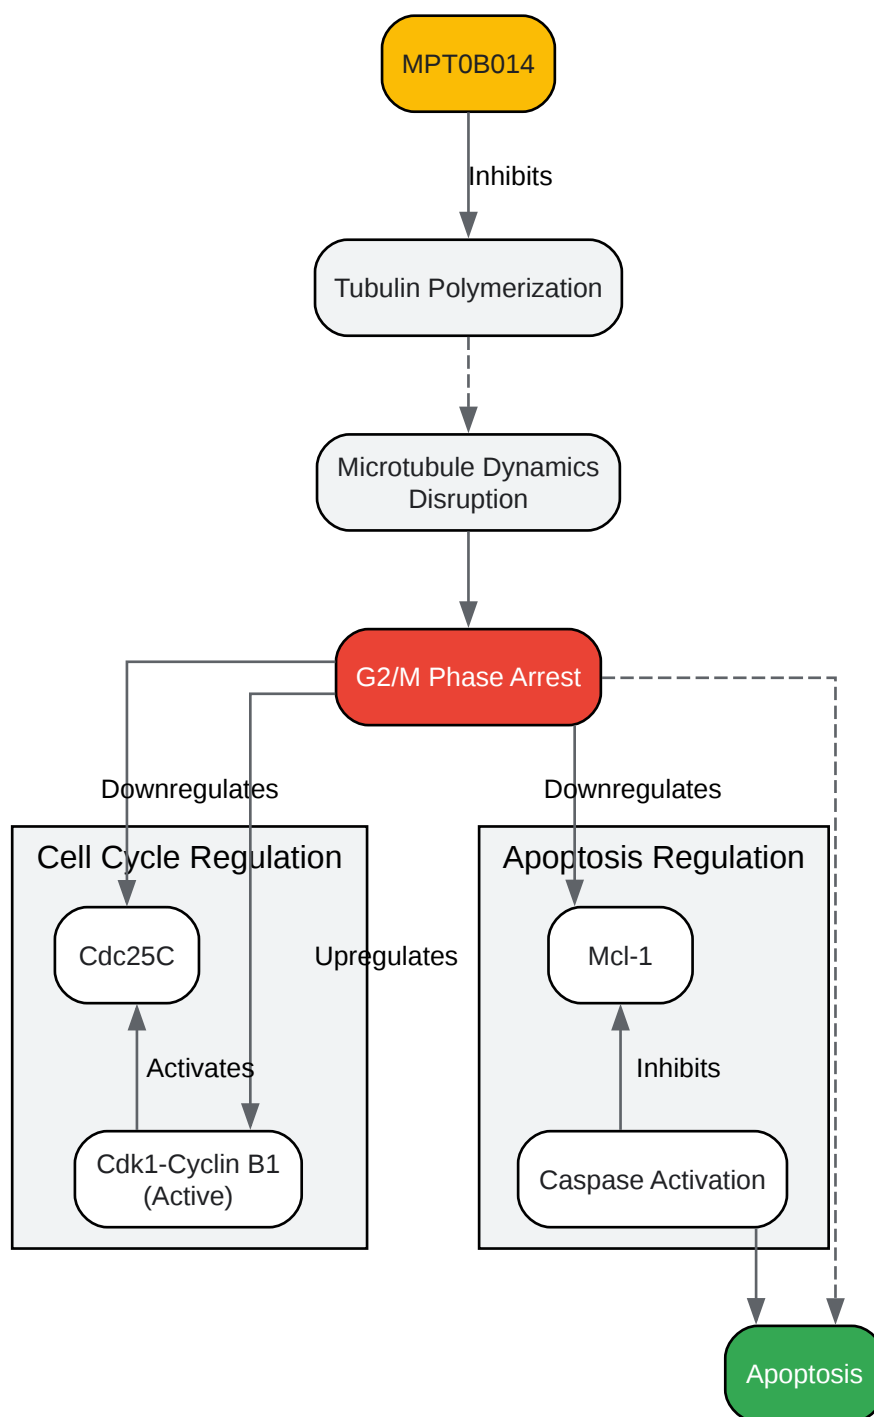 MPT0B014
Inhibits
Tubulin Polymerization
Microtubule Dynamics
Disruption
G2/M Phase Arrest
Downregulates
Downregulates
Cell Cycle Regulation
Apoptosis Regulation
Cdc25C
Upregulates
Mcl-1
Activates
Inhibits
Cdk1-Cyclin B1
(Active)
Caspase Activation
Apoptosis